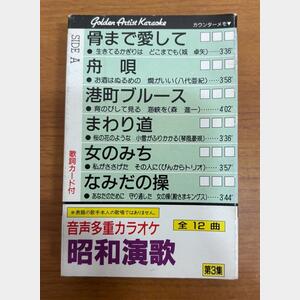 Golden Artist Karaoke
カウンターメモ▼
SIDE A
骨まで愛して
●生きてるかぎりは どこまでも(城 卓矢)……3'36"
舟 唄
●お酒はぬるめの 燗がいい(八代亜紀)……3'58"
港町ブルース
●背のびして見る 海峡を(森 進一)……4'02"
まわり道
●桜の花のような 小雪がふりかかる(琴風豪規)……3'36"
女のみち
●私がささげた その人に(ぴんからトリオ)……3'57"
なみだの操
●あなたのために 守り通した 女の操(殿さまキングス)…3'44"
歌詞カード付
※表題の歌手本人の歌唱ではありません。
音声多重カラオケ
全12曲
昭和演歌
第3集